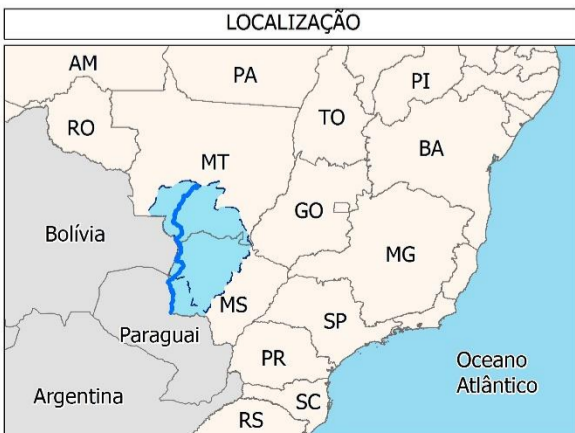 LOCALIZAÇÃO
AM
PA
PI
RO
TO
MT
BA
GO
Bolívia
MG
MS
SP
Paraguai
PR
Oceano
Atlântico
Argentina
SC
RS